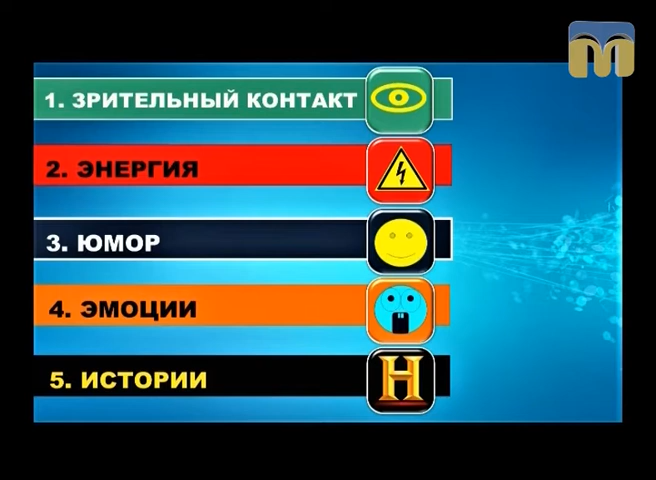 1. ЗРИТЕЛЬНЫЙ КОНТАКТ
2. ЭНЕРГИЯ
3. ЮМОР
4. ЭМОЦИИ
5. ИСТОРИИ
H